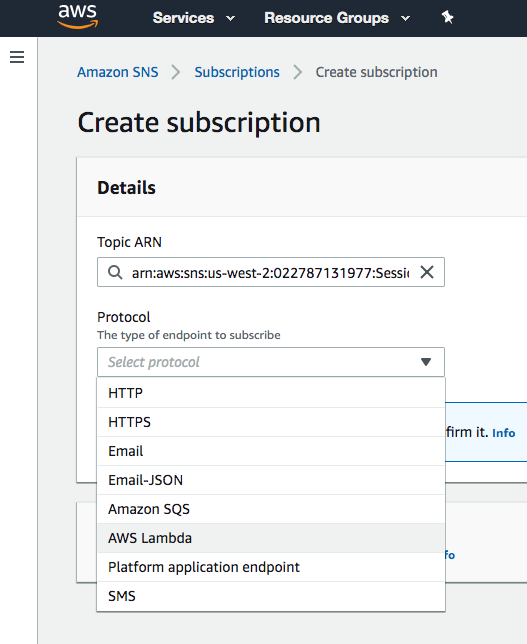 aws Services Resource Groups
Amazon SNS Subscriptions Create subscription
Create subscription
Details
Topic ARN
arn:aws:sns:us-west-2:022787131977:Sessi
Protocol
The type of endpoint to subscribe
Select protocol
HTTP
HTTPS
firm it. Info
Email
Email-JSON
Amazon SQS
AWS Lambda
fo
Platform application endpoint
SMS